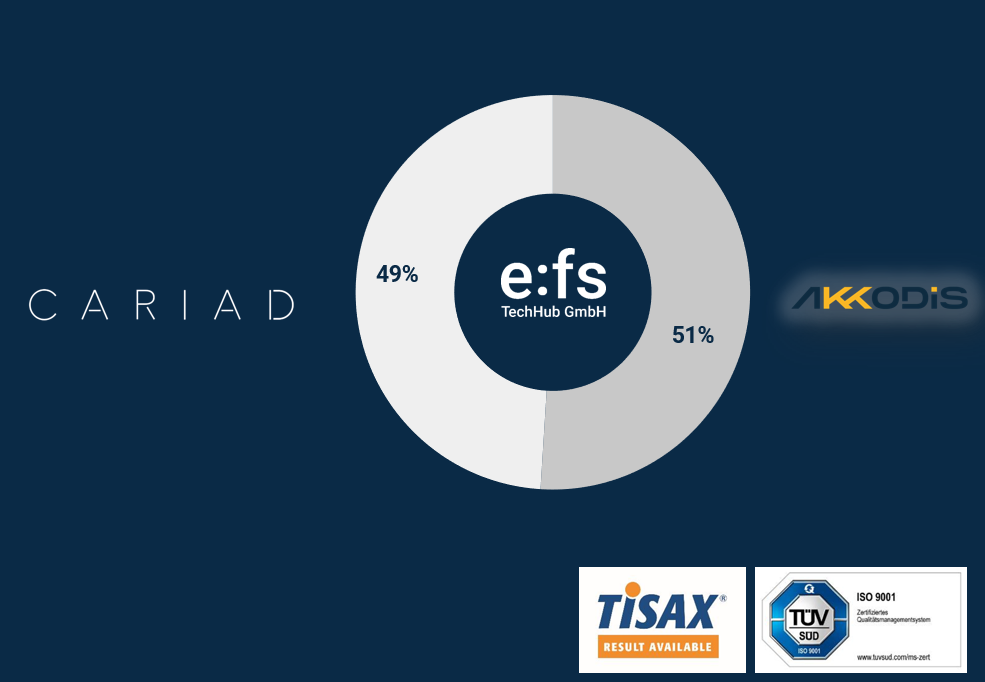 CARIAD
49%
e:fs
TechHub GmbH
51%
AKKODiS
TiSAX®
RESULT AVAILABLE
Q
TÜV
SÜD
ISO 9001
ISO 9001
Zertifiziertes
Qualitätsmanagementsystem
www.tuvsud.com/ms-zert